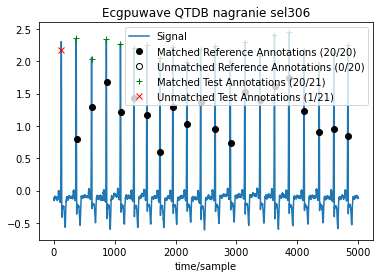 Ecgpuwave QTDB nagranie sel306
Signal
Matched Reference Annotations (20/20)
Unmatched Reference Annotations (0/20)
Matched Test Annotations (20/21)
Unmatched Test Annotations (1/21)
2.5
2.0
1.5
1.0
0.5
0.0
−0.5
0 1000 2000 3000 4000 5000
time/sample